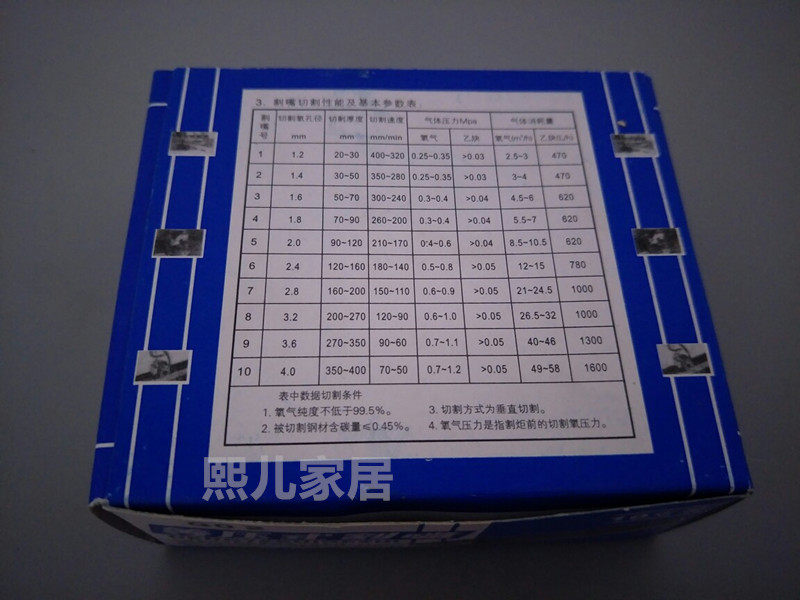 3. 割嘴切割性能及基本参数表
割嘴号 切割氧孔径 mm 切割厚度 mm 切割速度 mm/min 气体压力Mpa 气体消耗量
氧气 乙炔 氧气(m³/h) 乙炔(L/h)
1 1.2 20~30 400~320 0.25~0.35 >0.03 2.5~3 470
2 1.4 30~50 350~280 0.25~0.35 >0.03 3~4 470
3 1.6 50~70 300~240 0.3~0.4 >0.04 4.5~6 620
4 1.8 70~90 260~200 0.3~0.4 >0.04 5.5~7 620
5 2.0 90~120 210~170 0.4~0.6 >0.04 8.5~10.5 620
6 2.4 120~160 180~140 0.5~0.8 >0.05 12~15 780
7 2.8 160~200 150~110 0.6~0.9 >0.05 21~24.5 1000
8 3.2 200~270 120~90 0.6~1.0 >0.05 26.5~32 1000
9 3.6 270~350 90~60 0.7~1.1 >0.05 40~46 1300
10 4.0 350~400 70~50 0.7~1.2 >0.05 49~58 1600
表中数据切割条件
1. 氧气纯度不低于99.5%。 3. 切割方式为垂直切割。
2. 被切割钢材含碳量≤0.45%。 4. 氧气压力是指割炬前的切割氧压力。
熙儿家居